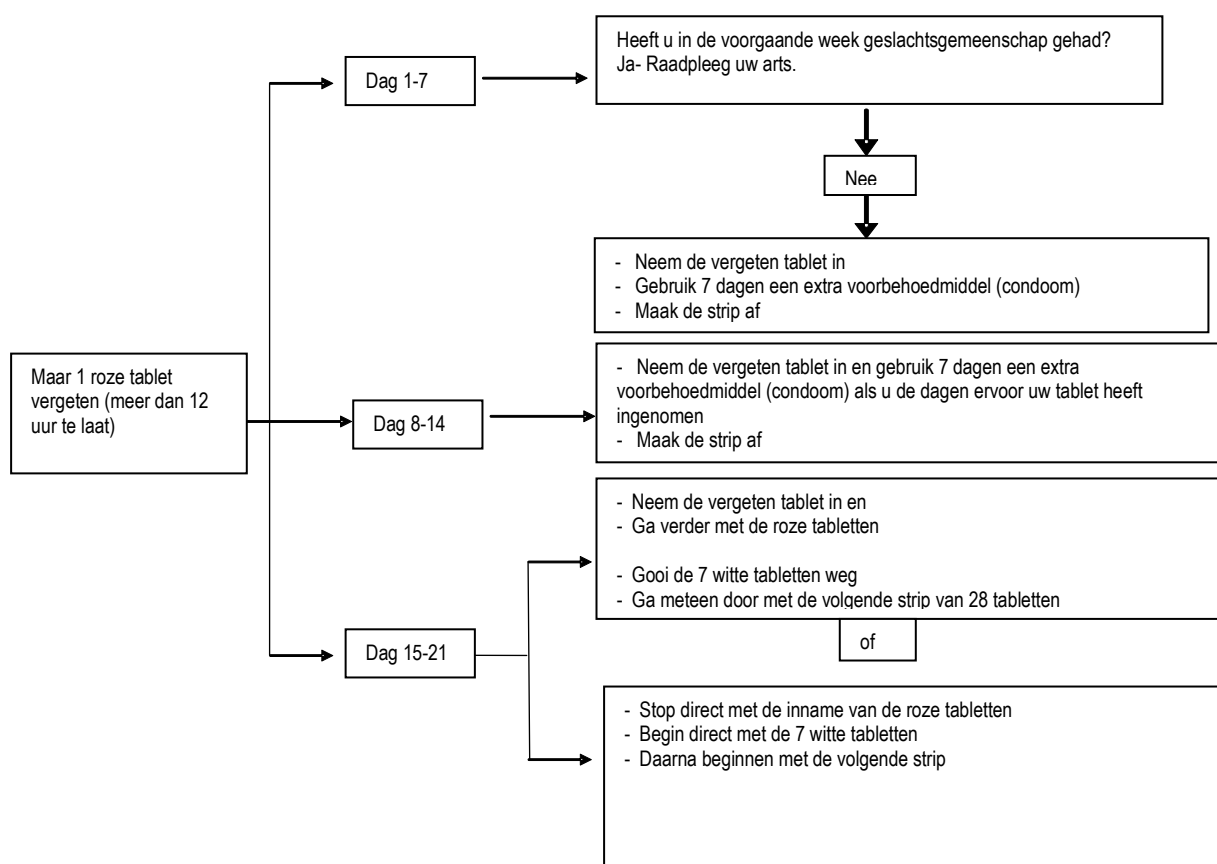 Maar 1 roze tablet
vergeten (meer dan 12
uur te laat)
Dag 1-7
Heeft u in de voorgaande week geslachtsgemeenschap gehad?
Ja- Raadpleeg uw arts.
Nee
- Neem de vergeten tablet in
- Gebruik 7 dagen een extra voorbehoedmiddel (condoom)
- Maak de strip af
Dag 8-14
- Neem de vergeten tablet in en gebruik 7 dagen een extra
voorbehoedmiddel (condoom) als u de dagen ervoor uw tablet heeft
ingenomen
- Maak de strip af
Dag 15-21
- Neem de vergeten tablet in en
- Ga verder met de roze tabletten
- Gooi de 7 witte tabletten weg
- Ga meteen door met de volgende strip van 28 tabletten
of
- Stop direct met de inname van de roze tabletten
- Begin direct met de 7 witte tabletten
- Daarna beginnen met de volgende strip